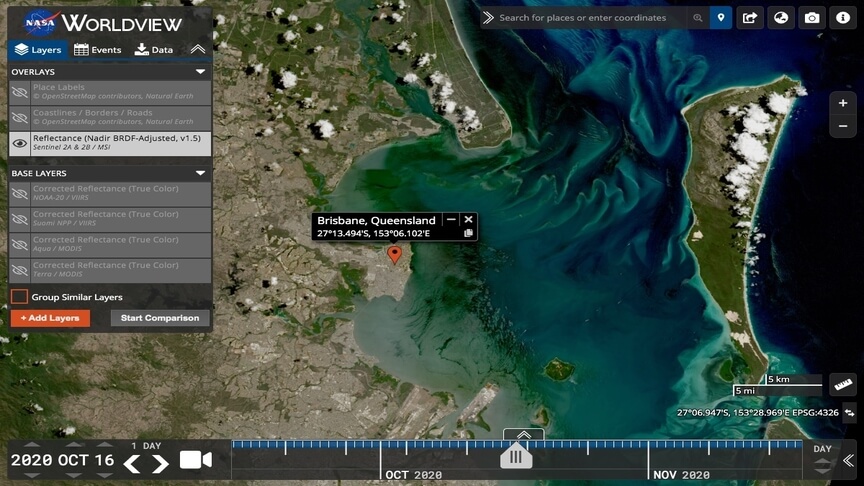 NASA WORLDVIEW
Search for places or enter coordinates
Layers Events Data
OVERLAYS
Place Labels
© OpenStreetMap contributors, Natural Earth
Coastlines / Borders / Roads
© OpenStreetMap contributors, Natural Earth
Reflectance (Nadir BRDF-Adjusted, v1.5)
Sentinel 2A & 2B / MSI
BASE LAYERS
Corrected Reflectance (True Color)
NOAA-20 / VIIRS
Corrected Reflectance (True Color)
Suomi NPP / VIIRS
Corrected Reflectance (True Color)
Aqua / MODIS
Corrected Reflectance (True Color)
Terra / MODIS
Group Similar Layers
+ Add Layers Start Comparison
Brisbane, Queensland
27°13.494'S, 153°06.102'E
5 km
5 mi
27°06.947'S, 153°28.969'E EPSG:4326
1 DAY
2020 OCT 16
OCT 2020
NOV 2020
DAY